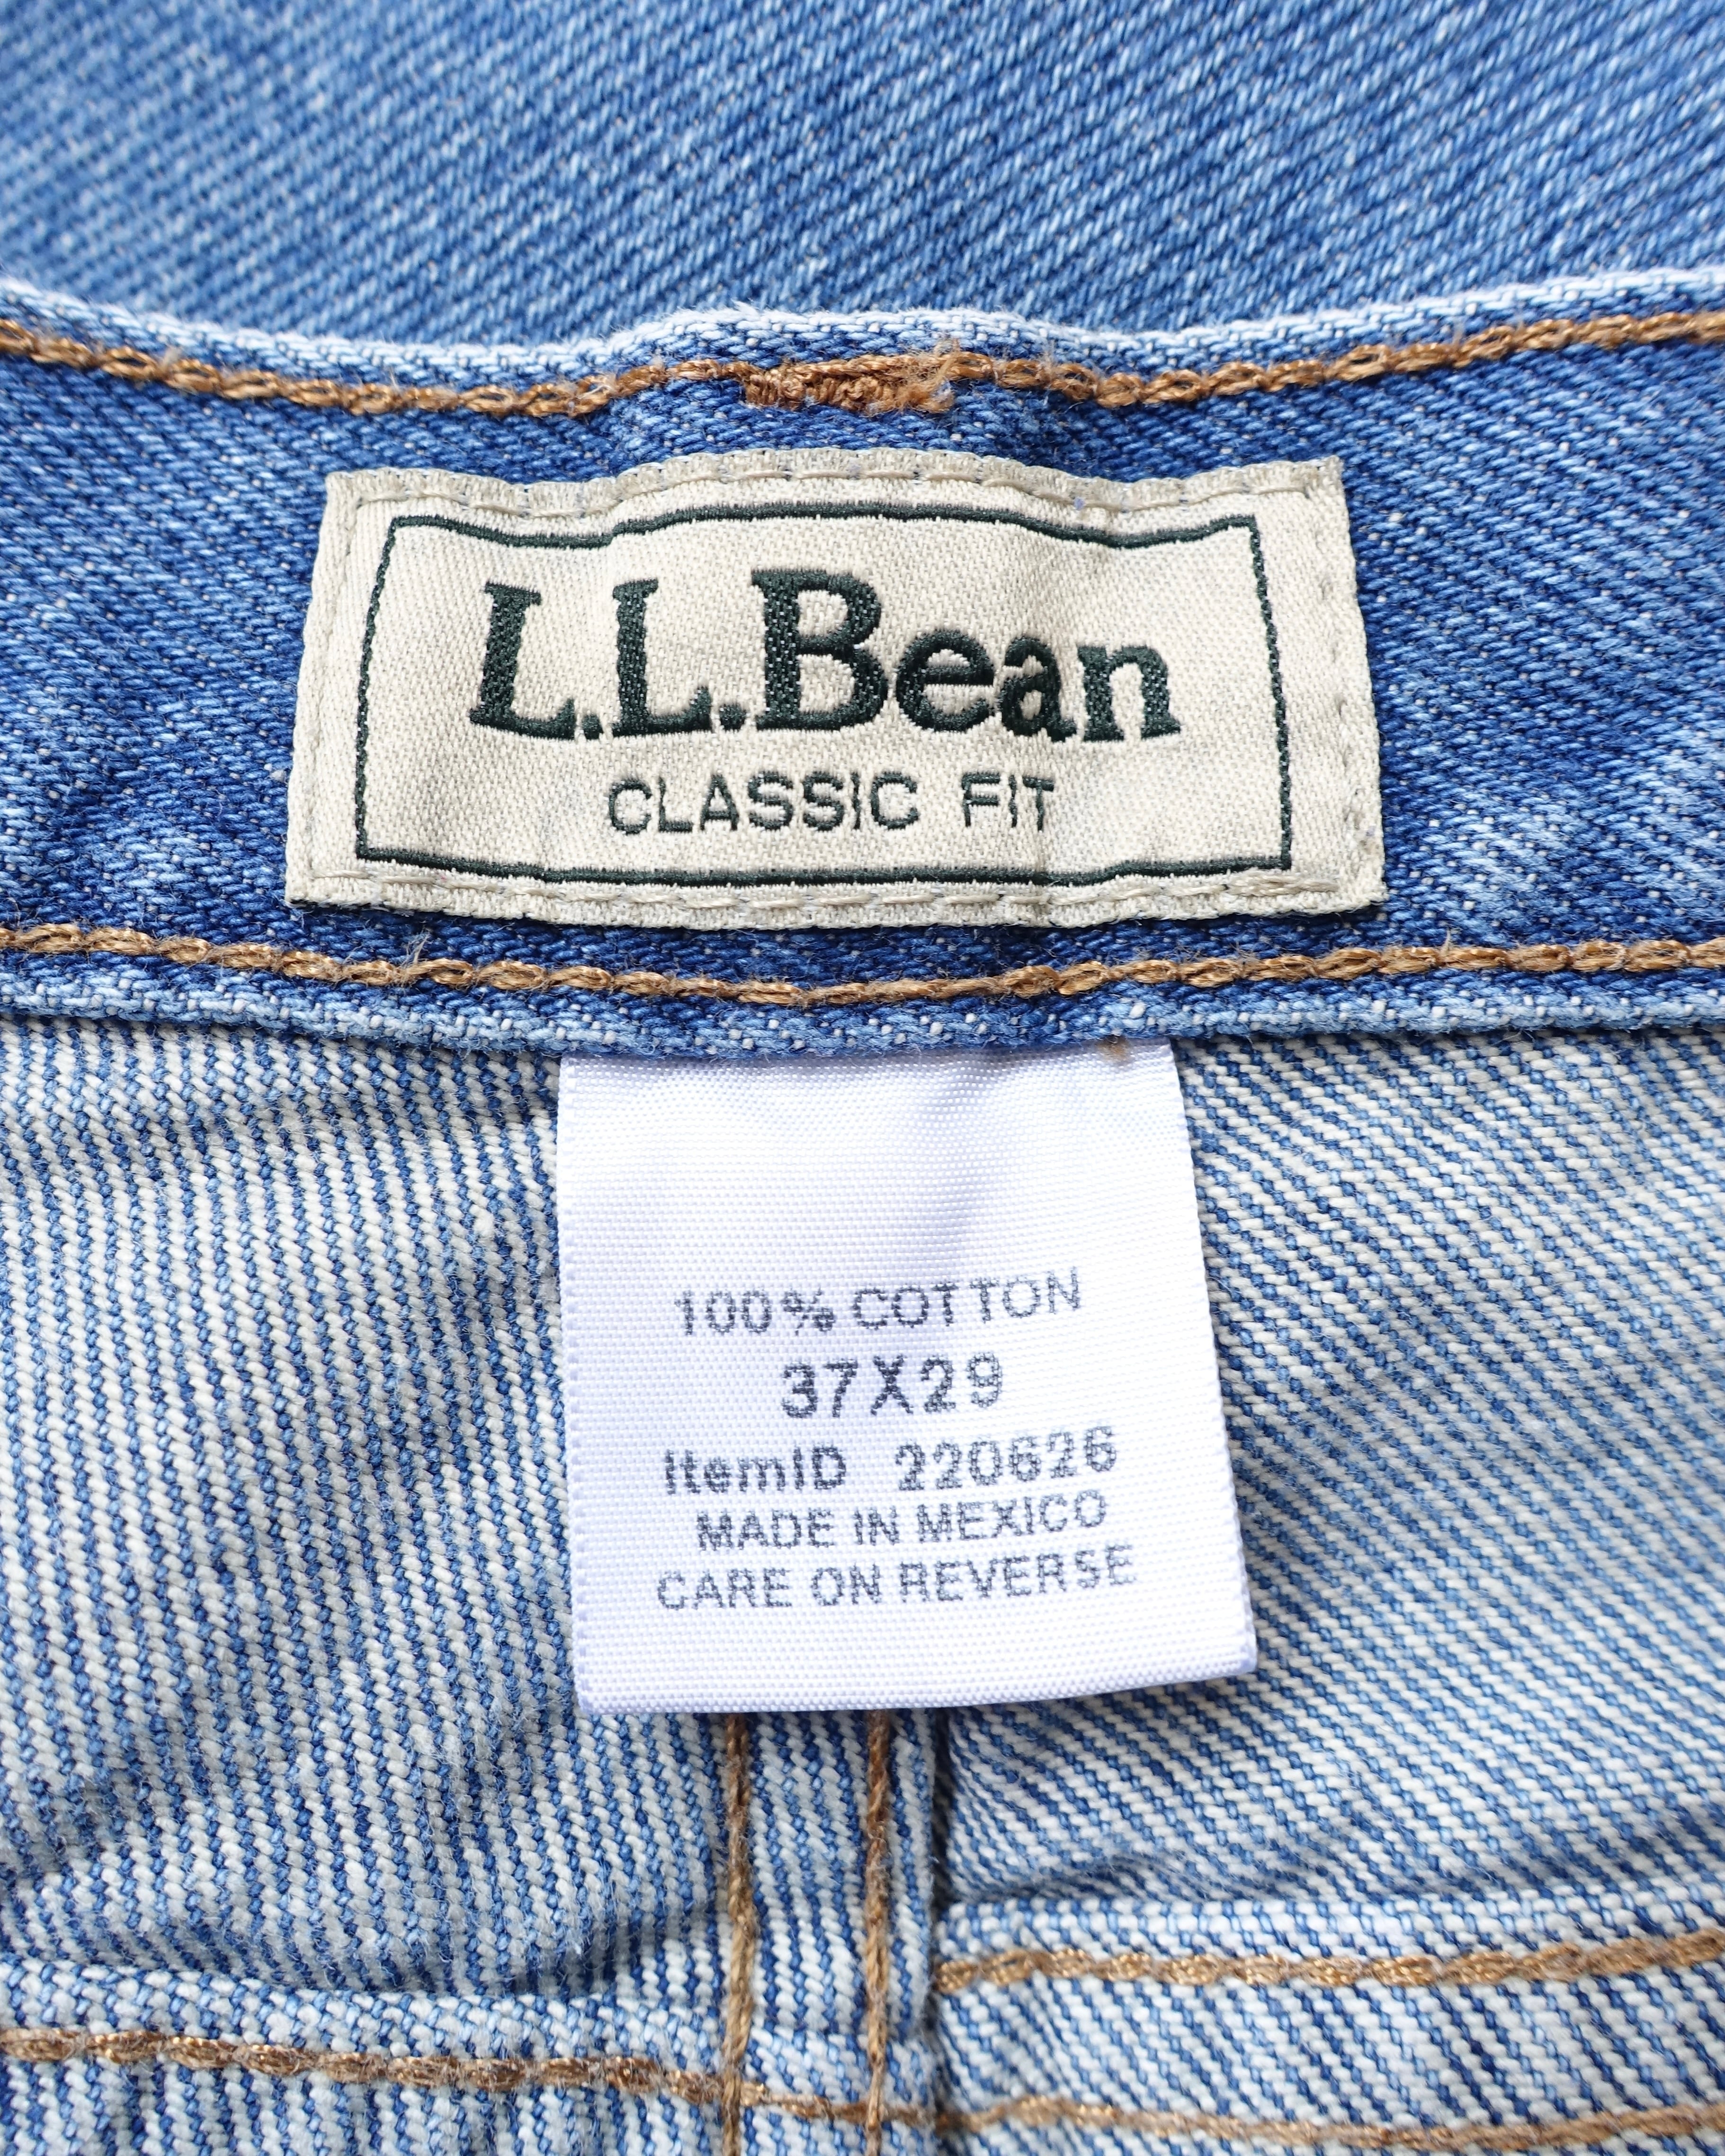 L.L.Bean
CLASSIC FIT
100% COTTON
37X29
ItemID 220626
MADE IN MEXICO
CARE ON REVERSE